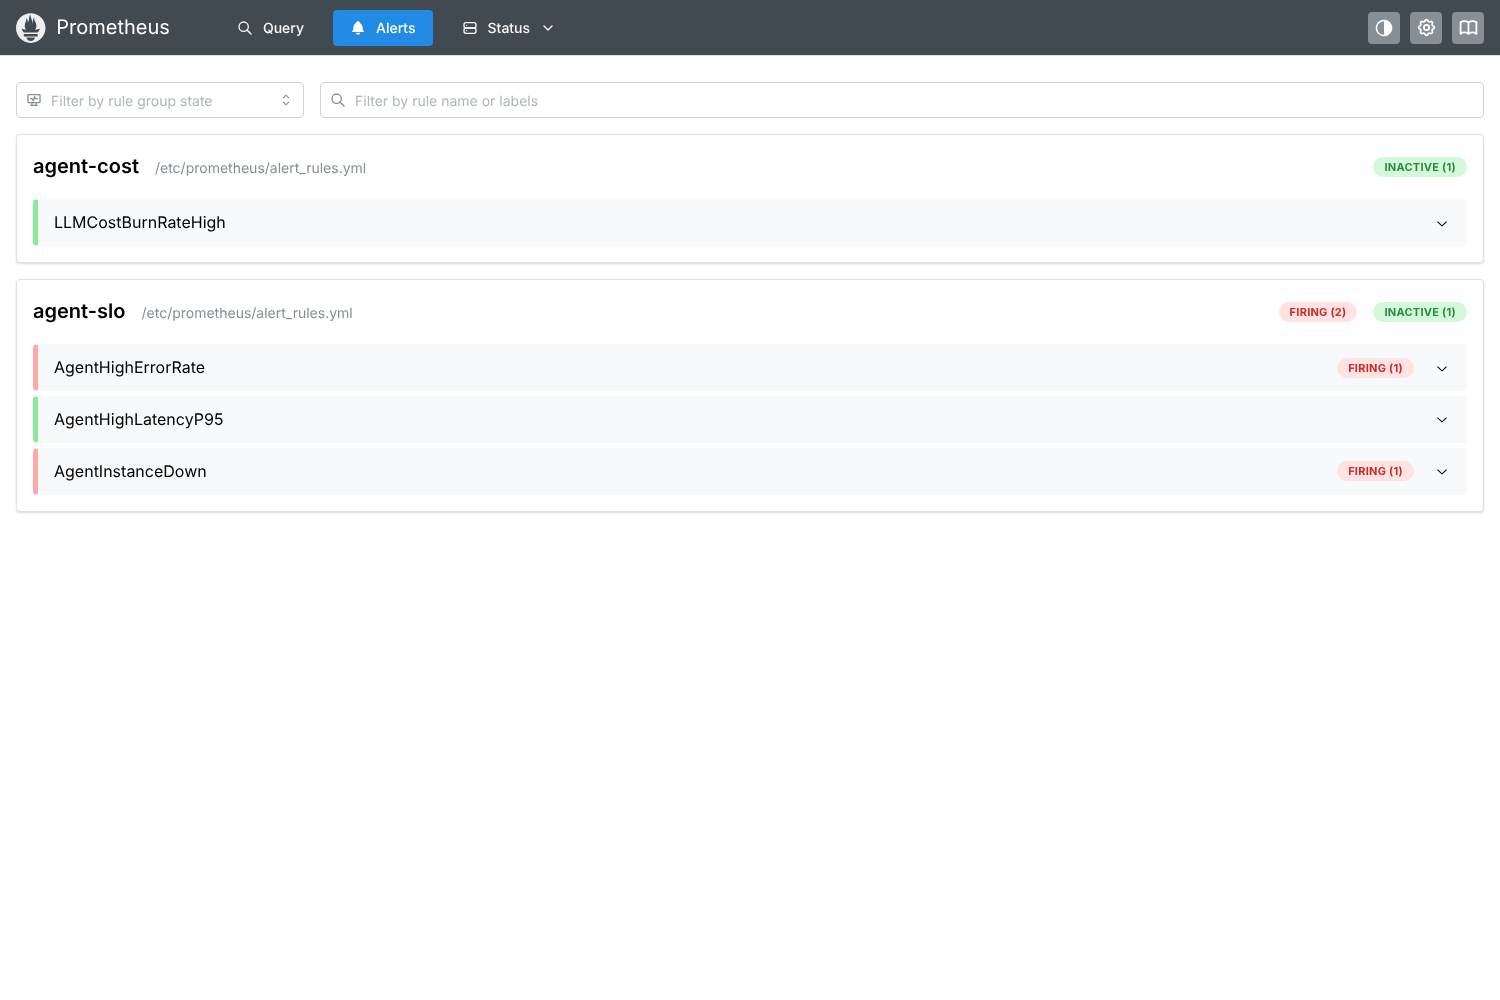 Prometheus Query Alerts Status
Filter by rule group state Filter by rule name or labels
agent-cost /etc/prometheus/alert_rules.yml INACTIVE (1)
LLMCostBurnRateHigh
agent-slo /etc/prometheus/alert_rules.yml FIRING (2) INACTIVE (1)
AgentHighErrorRate FIRING (1)
AgentHighLatencyP95
AgentInstanceDown FIRING (1)